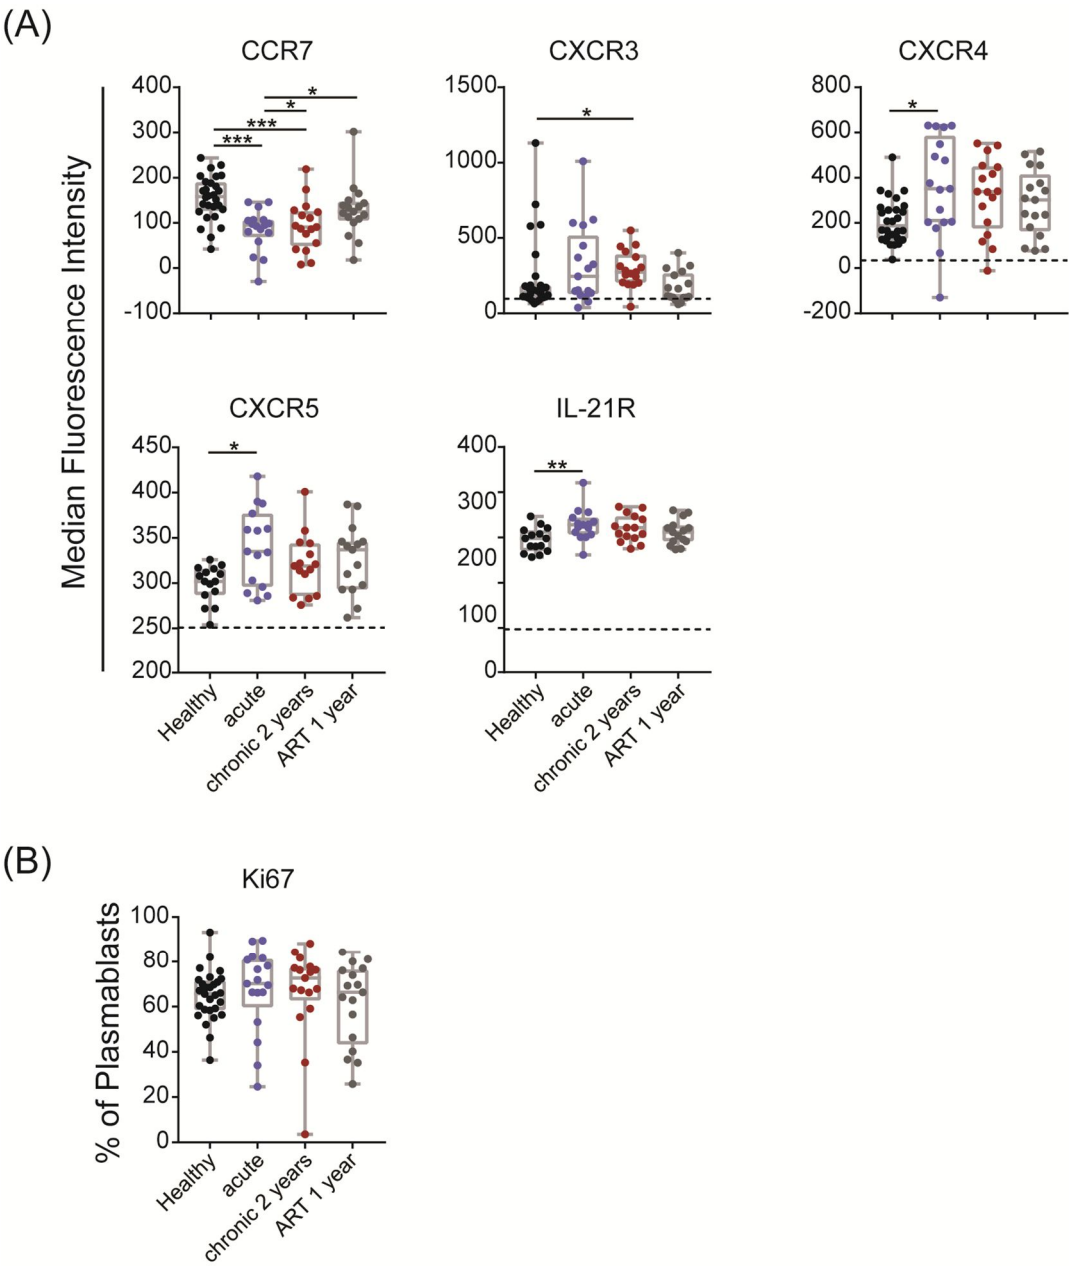 (A)
CCR7
CXCR3
CXCR4
Median Fluorescence Intensity
400
300
200
100
0
-100
***
***
*
*
1500
1000
500
0
*
800
600
400
200
0
-200
*
CXCR5
IL-21R
450
400
350
300
250
200
*
400
300
200
100
0
**
Healthy
acute
chronic 2 years
ART 1 year
Healthy
acute
chronic 2 years
ART 1 year
(B)
Ki67
% of Plasmablasts
100
80
60
40
20
0
Healthy
acute
chronic 2 years
ART 1 year